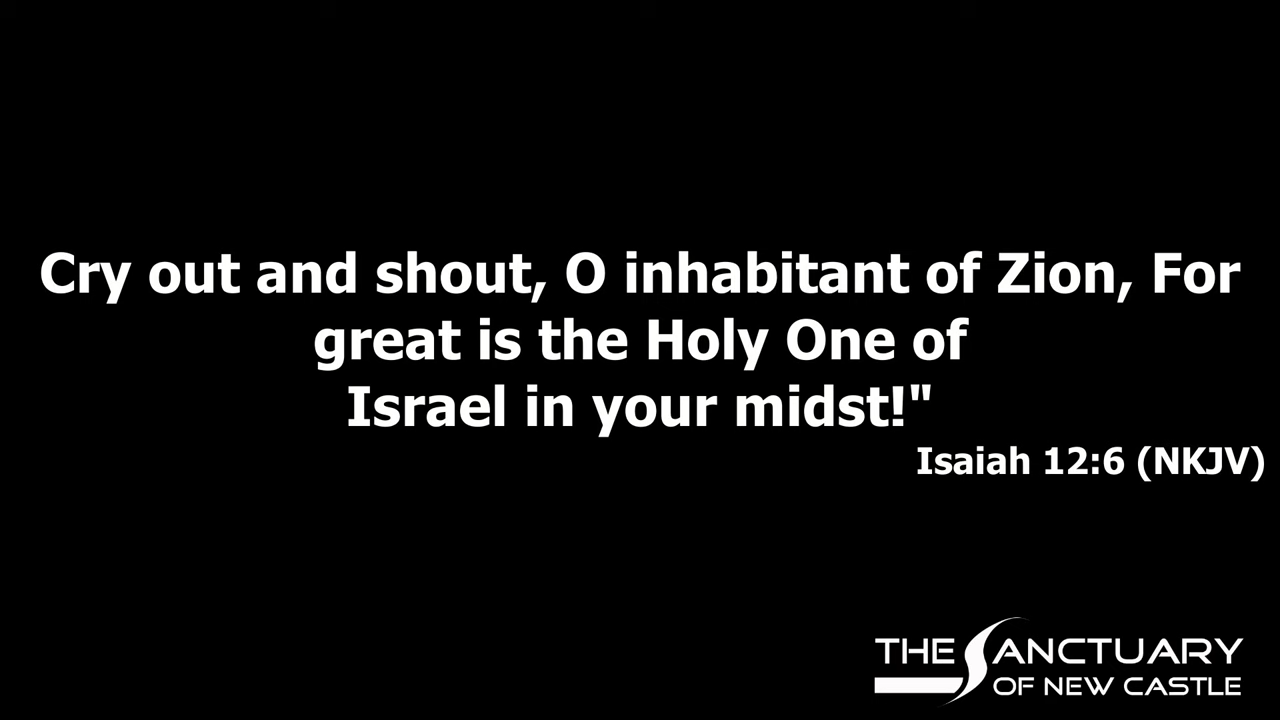 Cry out and shout, O inhabitant of Zion, For
great is the Holy One of
Israel in your midst!"
Isaiah 12:6 (NKJV)
THE SANCTUARY
OF NEW CASTLE